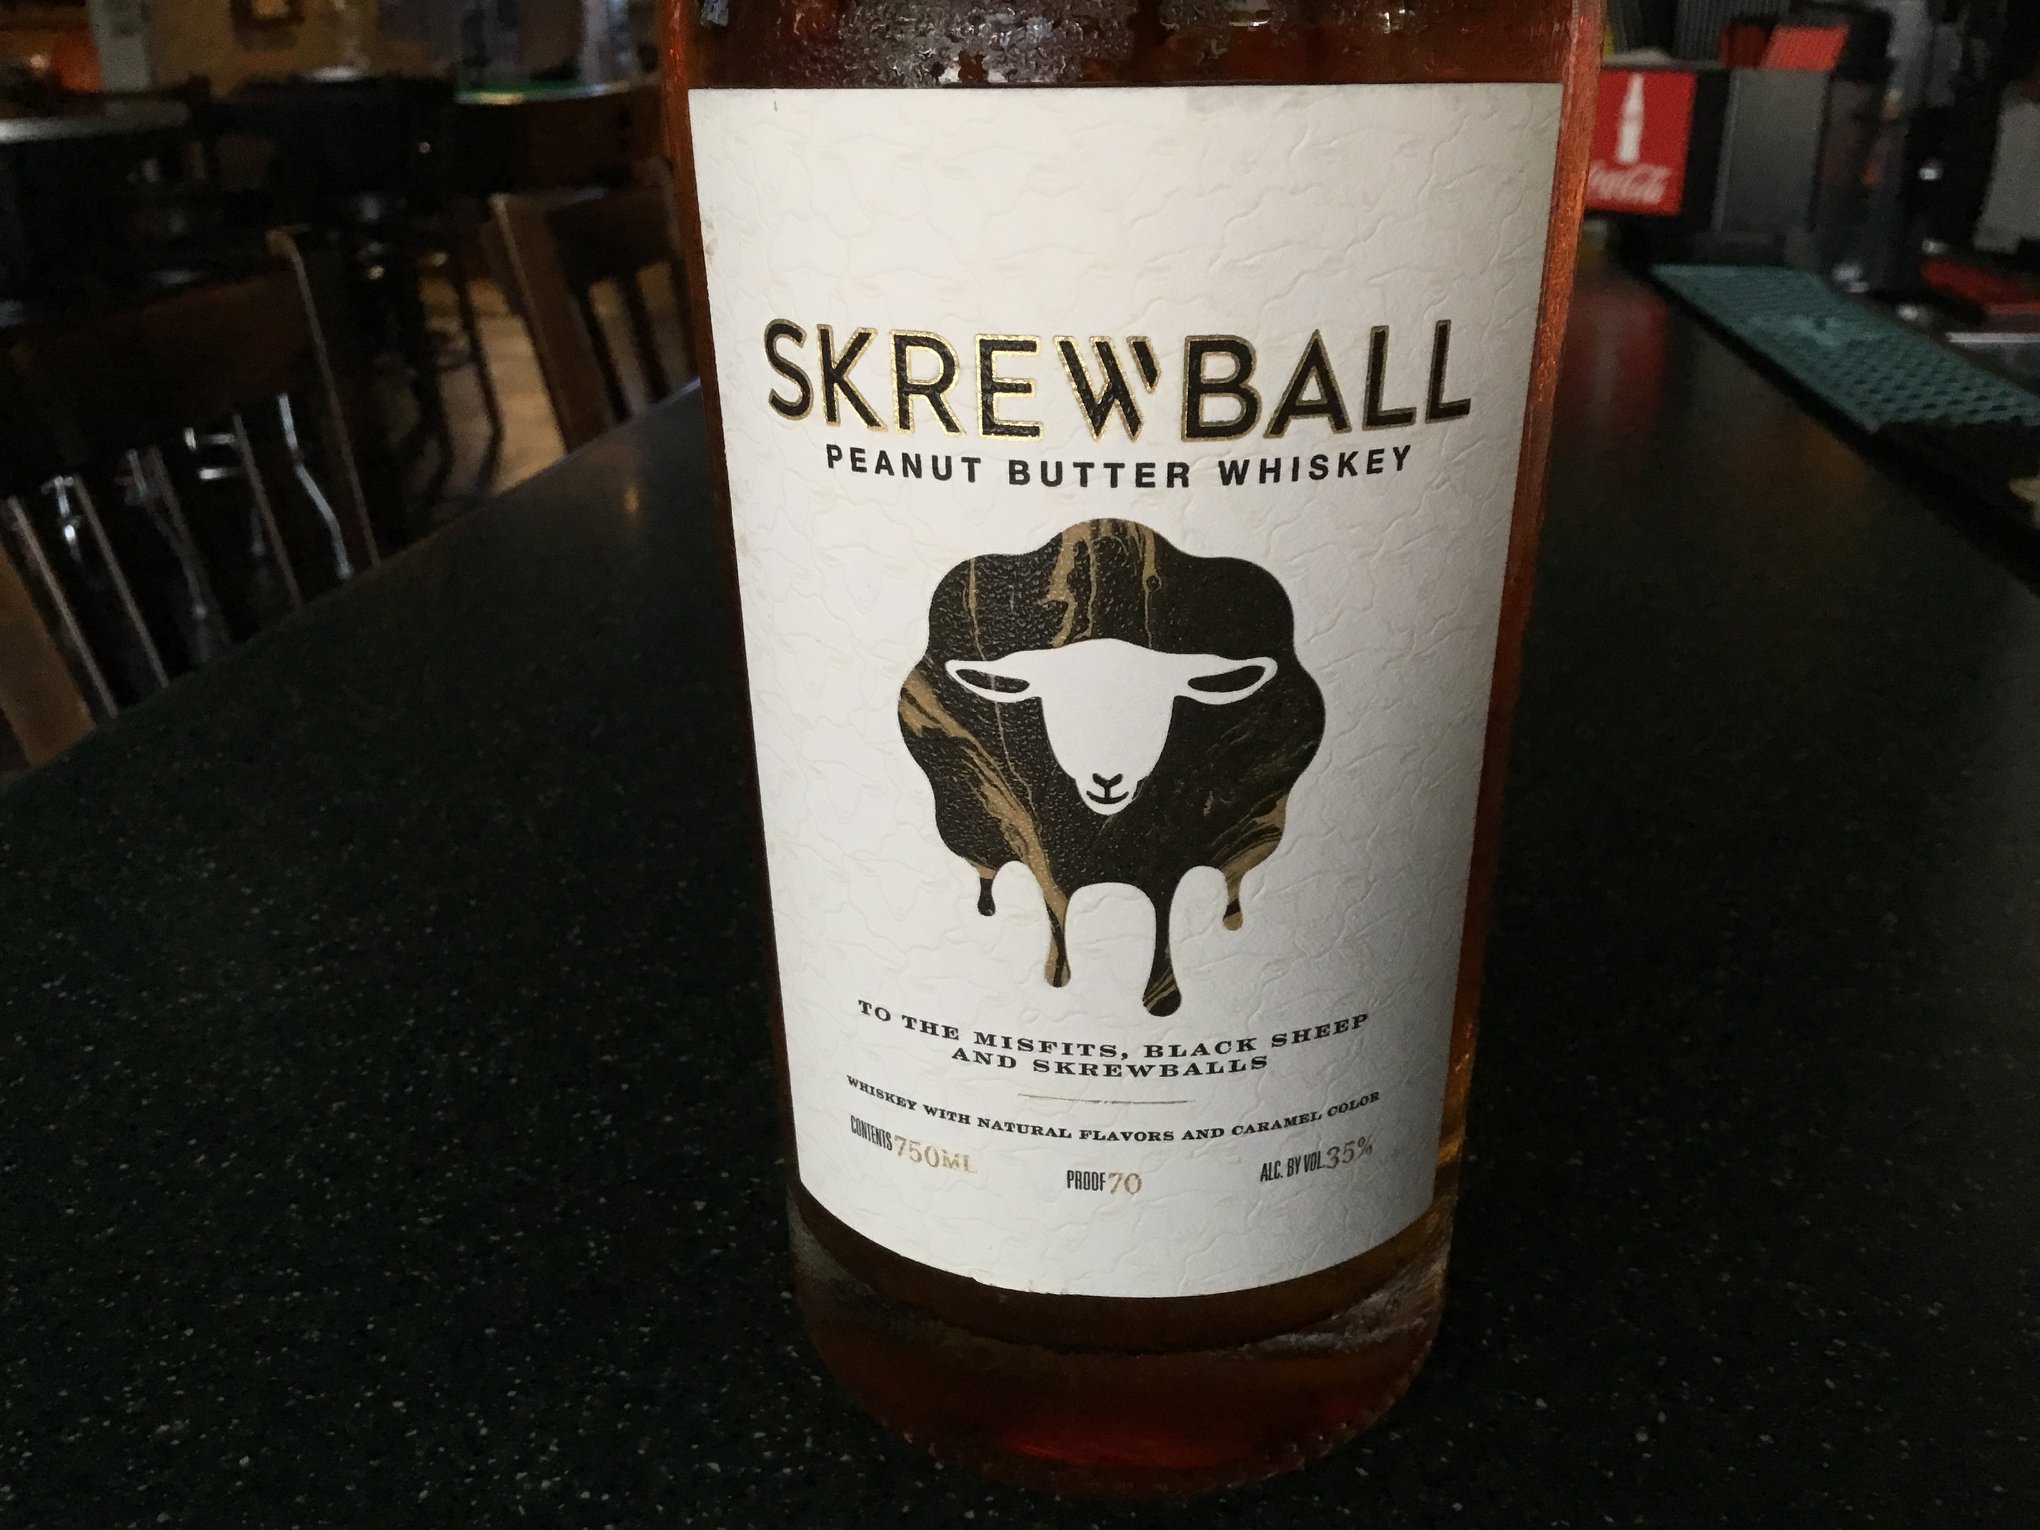 SKREWBALL
PEANUT BUTTER WHISKEY
TO THE MISFITS, BLACK SHEEP
AND SKREWBALLS
WHISKEY WITH NATURAL FLAVORS AND CARAMEL COLOR
CONTENTS 750ML PROOF 70 ALC. BY VOL. 35%